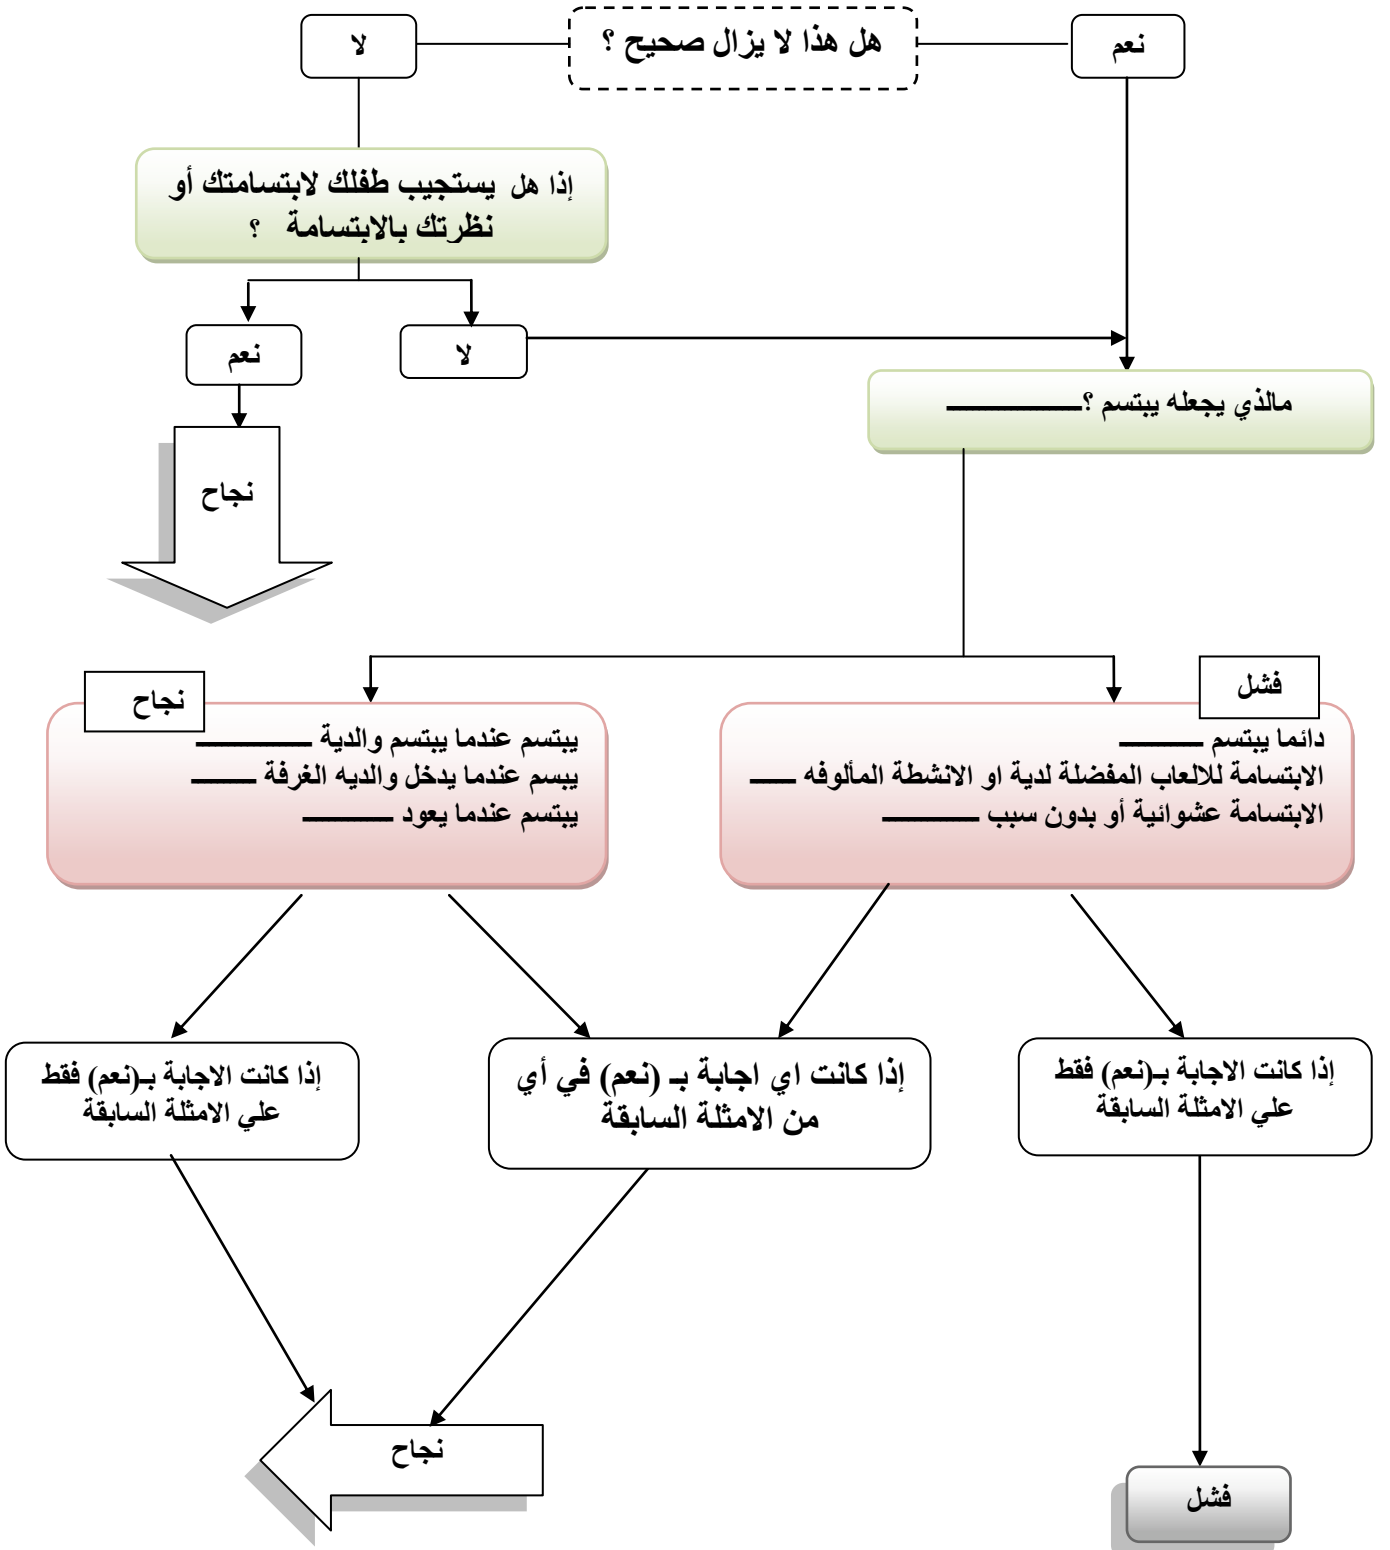 هل هذا لا يزال صحيح ؟
نعم
لا
إذا هل يستجيب طفلك لابتسامتك أو
نظرتك بالابتسامة ؟
لا
نعم
مالذي يجعله يبتسم ؟ــــــــــــــــــ
نجاح
فشل
دائما يبتسم ـــــــــــ
الابتسامة للالعاب المفضلة لدية او الانشطة المألوفه ــــــ
الابتسامة عشوائية أو بدون سبب ـــــــــــــ
نجاح
يبتسم عندما يبتسم والدية ـــــــــــــــ
يبسم عندما يدخل والديه الغرفة ــــــــ
يبتسم عندما يعود ــــــــــــ
إذا كانت الاجابة بـ(نعم) فقط
علي الامثلة السابقة
إذا كانت اي اجابة بـ (نعم) في أي
من الامثلة السابقة
إذا كانت الاجابة بـ(نعم) فقط
علي الامثلة السابقة
نجاح
فشل